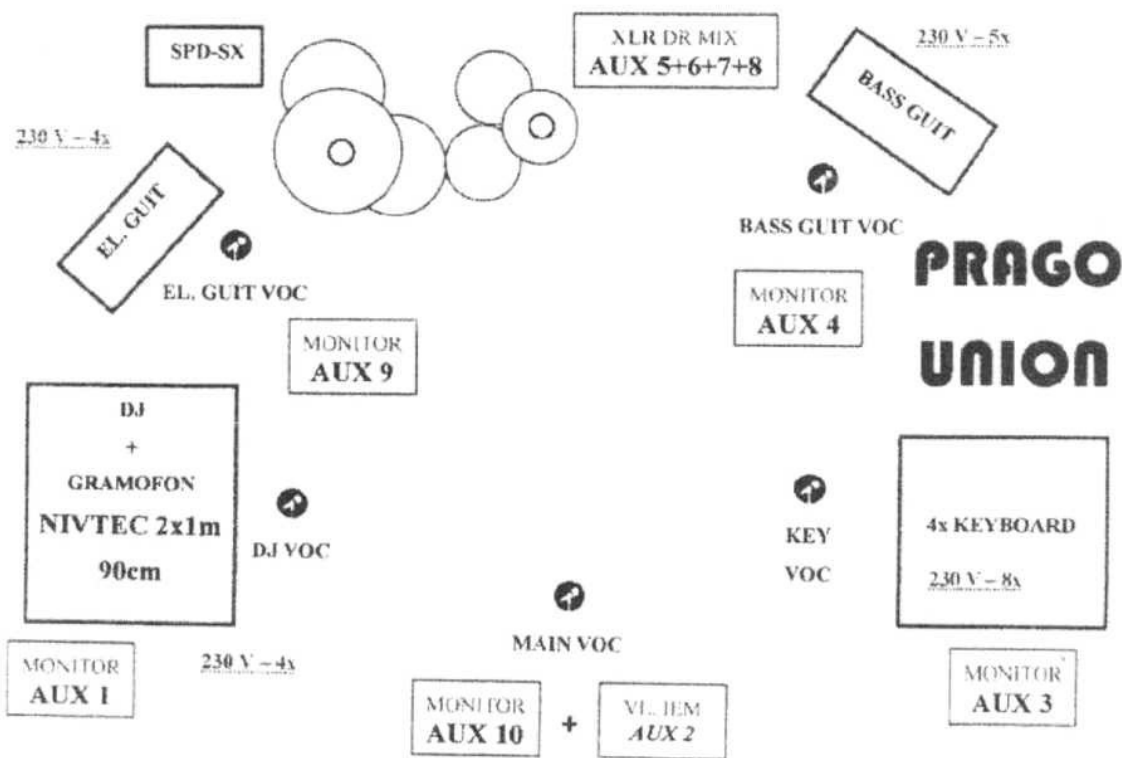 SPD-SX
XLR DR MIX
AUX 5+6+7+8
230 V – 5x
BASS GUIT
230 V – 4x
EL. GUIT
EL. GUIT VOC
BASS GUIT VOC
PRAGO
UNION
MONITOR
AUX 9
MONITOR
AUX 4
DJ
+
GRAMOFON
NIVTEC 2x1m
90cm
DJ VOC
KEY
VOC
4x KEYBOARD
230 V – 8x
MAIN VOC
MONITOR
AUX 1
230 V – 4x
MONITOR
AUX 10
+
VL. IEM
AUX 2
MONITOR
AUX 3